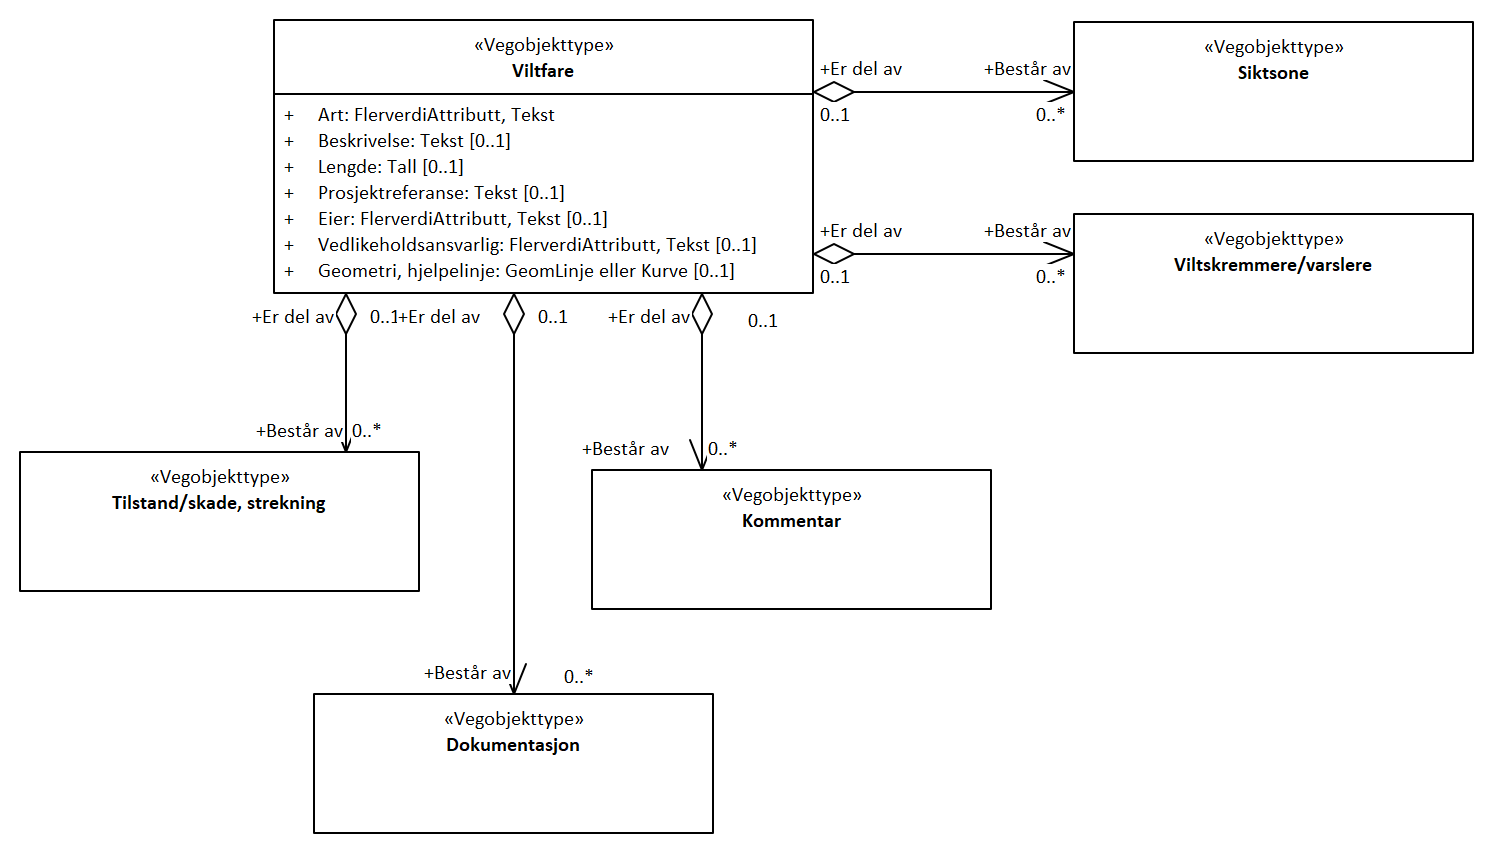 «Vegobjekttype»
Viltfare
+ Art: FlerverdiAttributt, Tekst
+ Beskrivelse: Tekst [0..1]
+ Lengde: Tall [0..1]
+ Prosjektreferanse: Tekst [0..1]
+ Eier: FlerverdiAttributt, Tekst [0..1]
+ Vedlikeholdsansvarlig: FlerverdiAttributt, Tekst [0..1]
+ Geometri, hjelpelinje: GeomLinje eller Kurve [0..1]
+Er del av
+Består av
0..1
0..*
«Vegobjekttype»
Siktsone
+Er del av
+Består av
0..1
0..*
«Vegobjekttype»
Viltskremmere/varslere
+Er del av
0..1
+Er del av
0..1
+Er del av
0..1
+Består av
0..*
«Vegobjekttype»
Tilstand/skade, strekning
+Består av
0..*
«Vegobjekttype»
Kommentar
+Består av
0..*
«Vegobjekttype»
Dokumentasjon